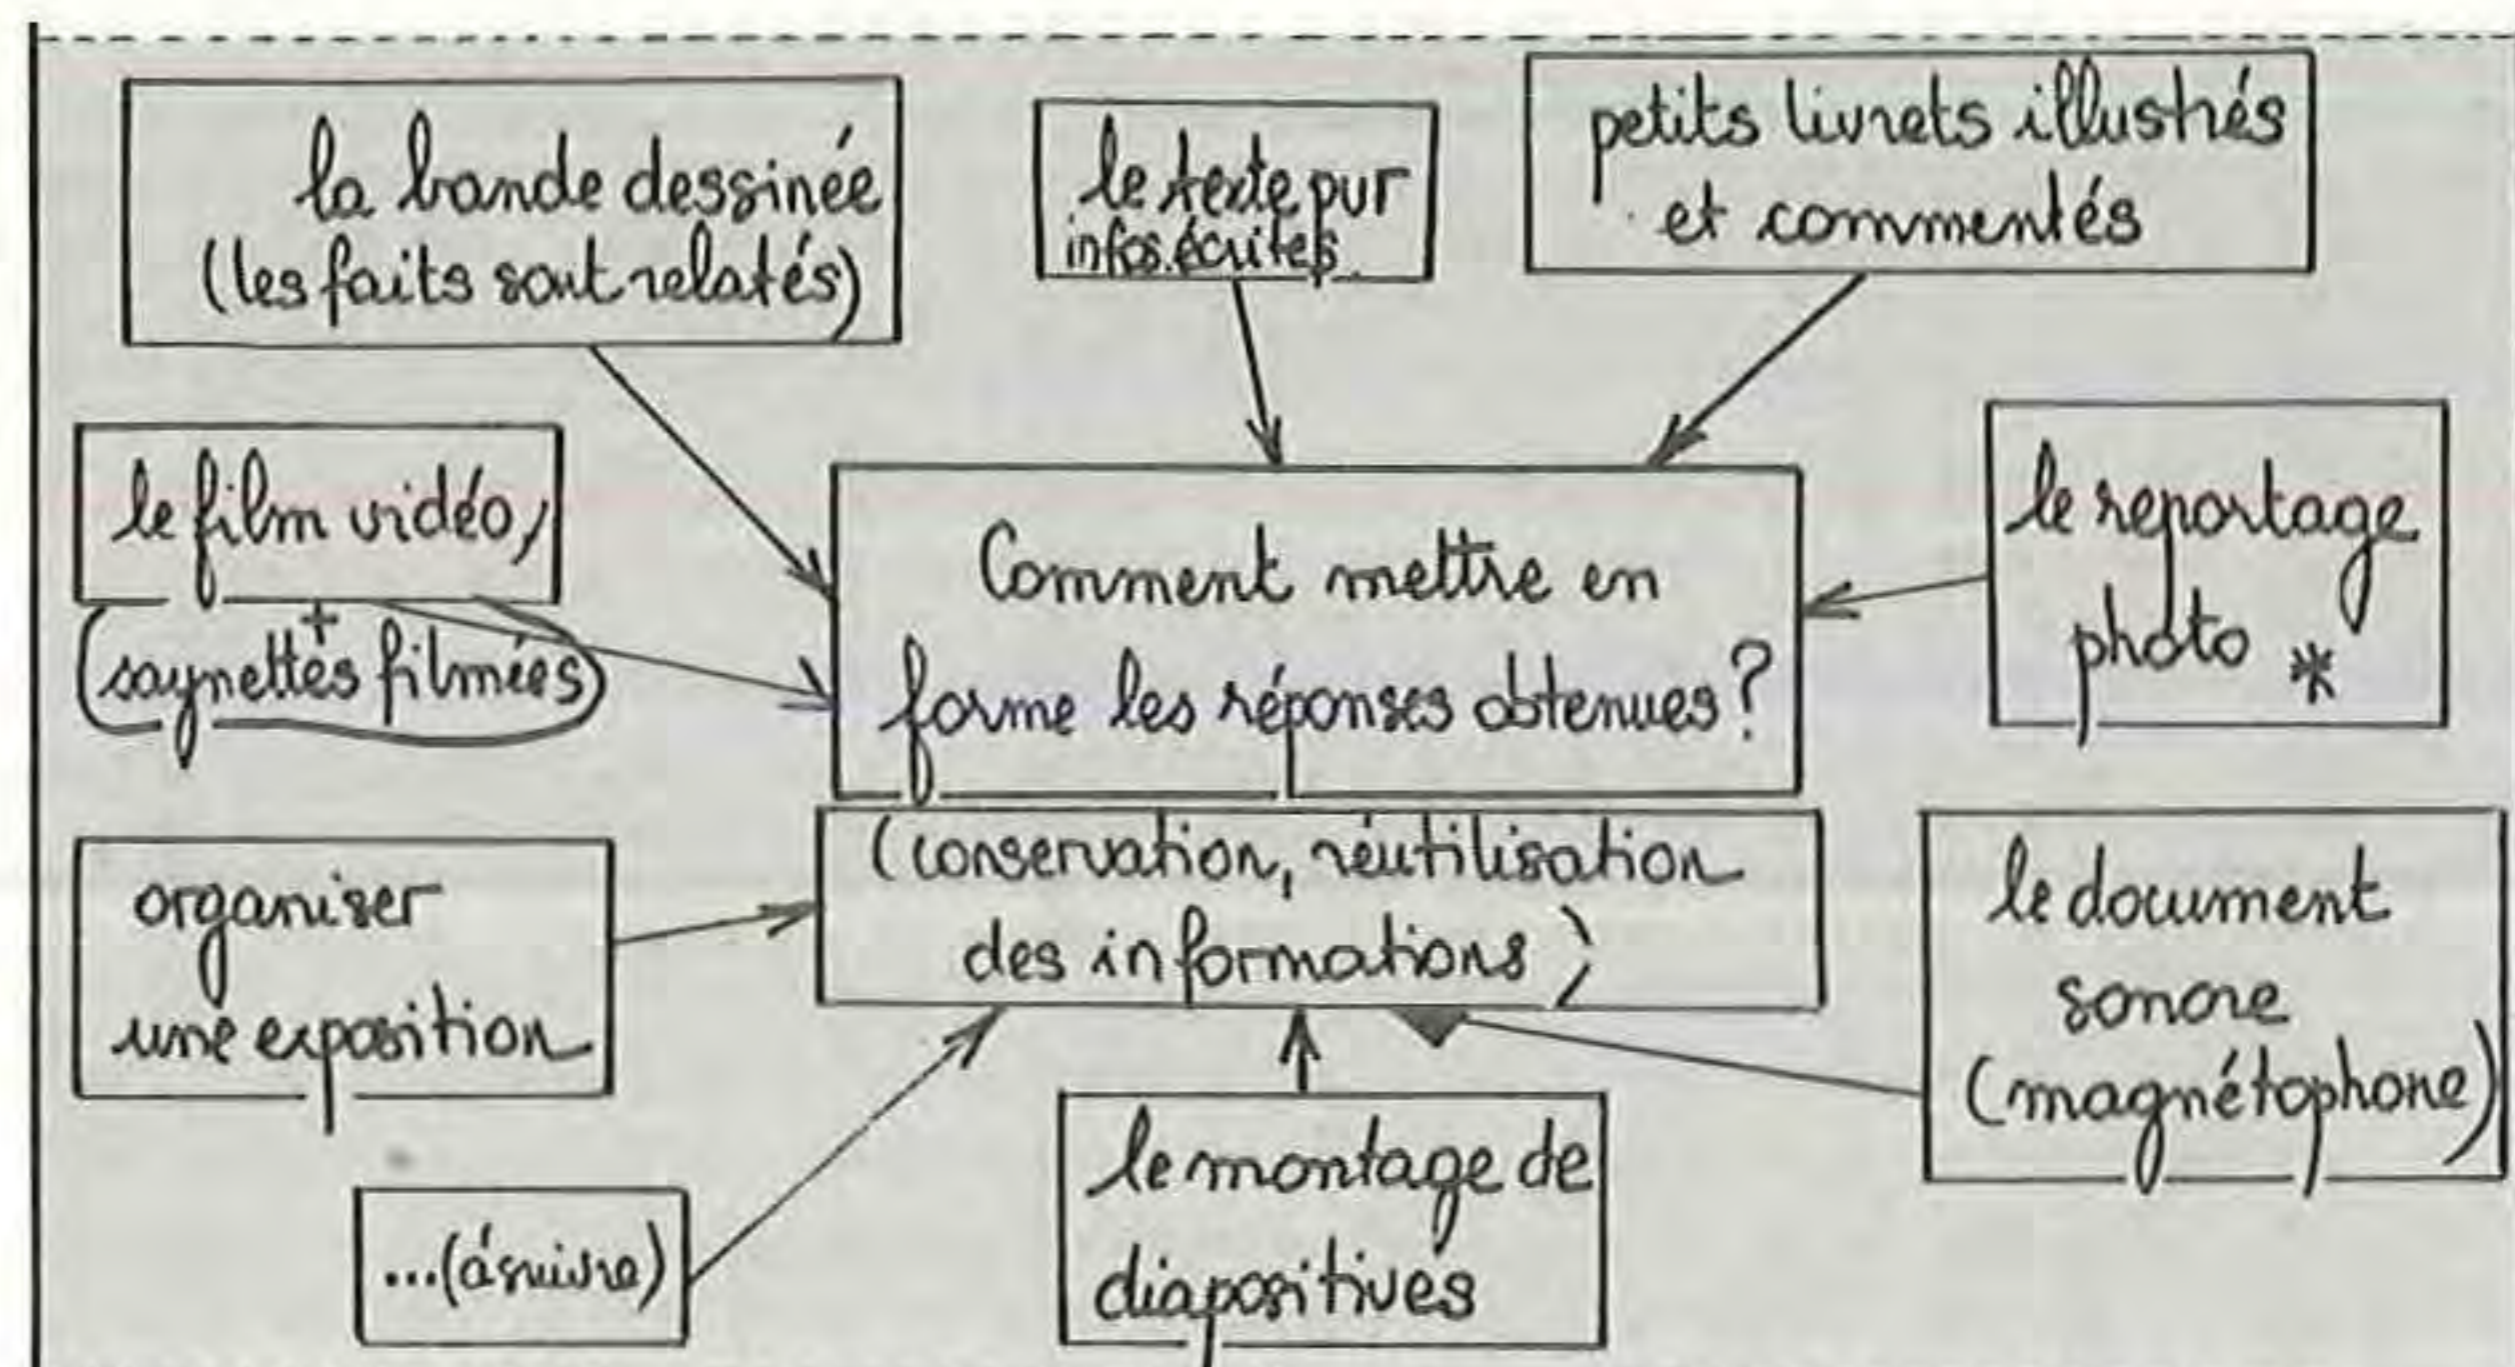 la bande dessinée
(les faits sont relatés)
le texte pur
infos écrites
petits livrets illustrés
et commentés
le film vidéo,
+
saynettes filmées
Comment mettre en
forme les réponses obtenues?
le reportage
photo *
(conservation, réutilisation
des informations)
organiser
une exposition
le document
sonore
(magnétophone)
...(à suivre)
le montage de
diapositives